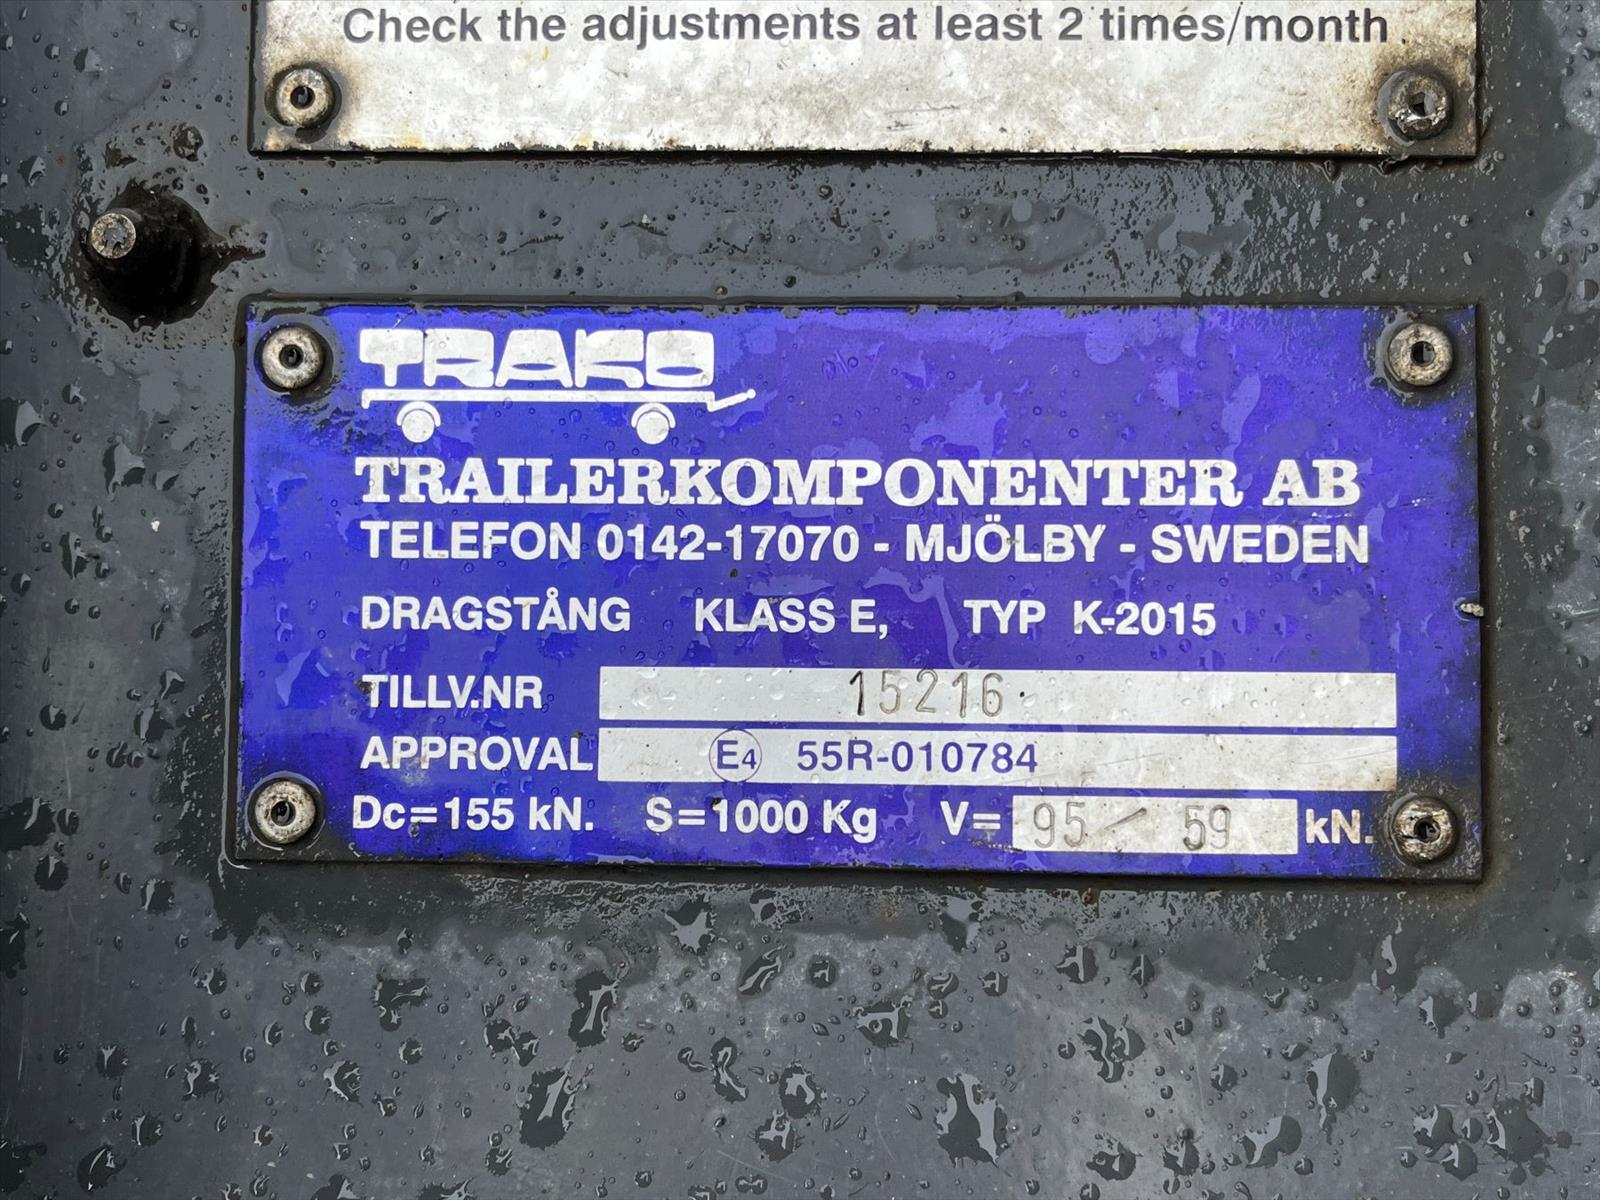 Check the adjustments at least 2 times/month
TRAKO
TRAILERKOMPONENTER AB
TELEFON 0142-17070 - MJÖLBY - SWEDEN
DRAGSTÅNG KLASS E, TYP K-2015
TILLV.NR 15216
APPROVAL E4 55R-010784
Dc=155 kN. S=1000 Kg V= 95 / 59 kN.